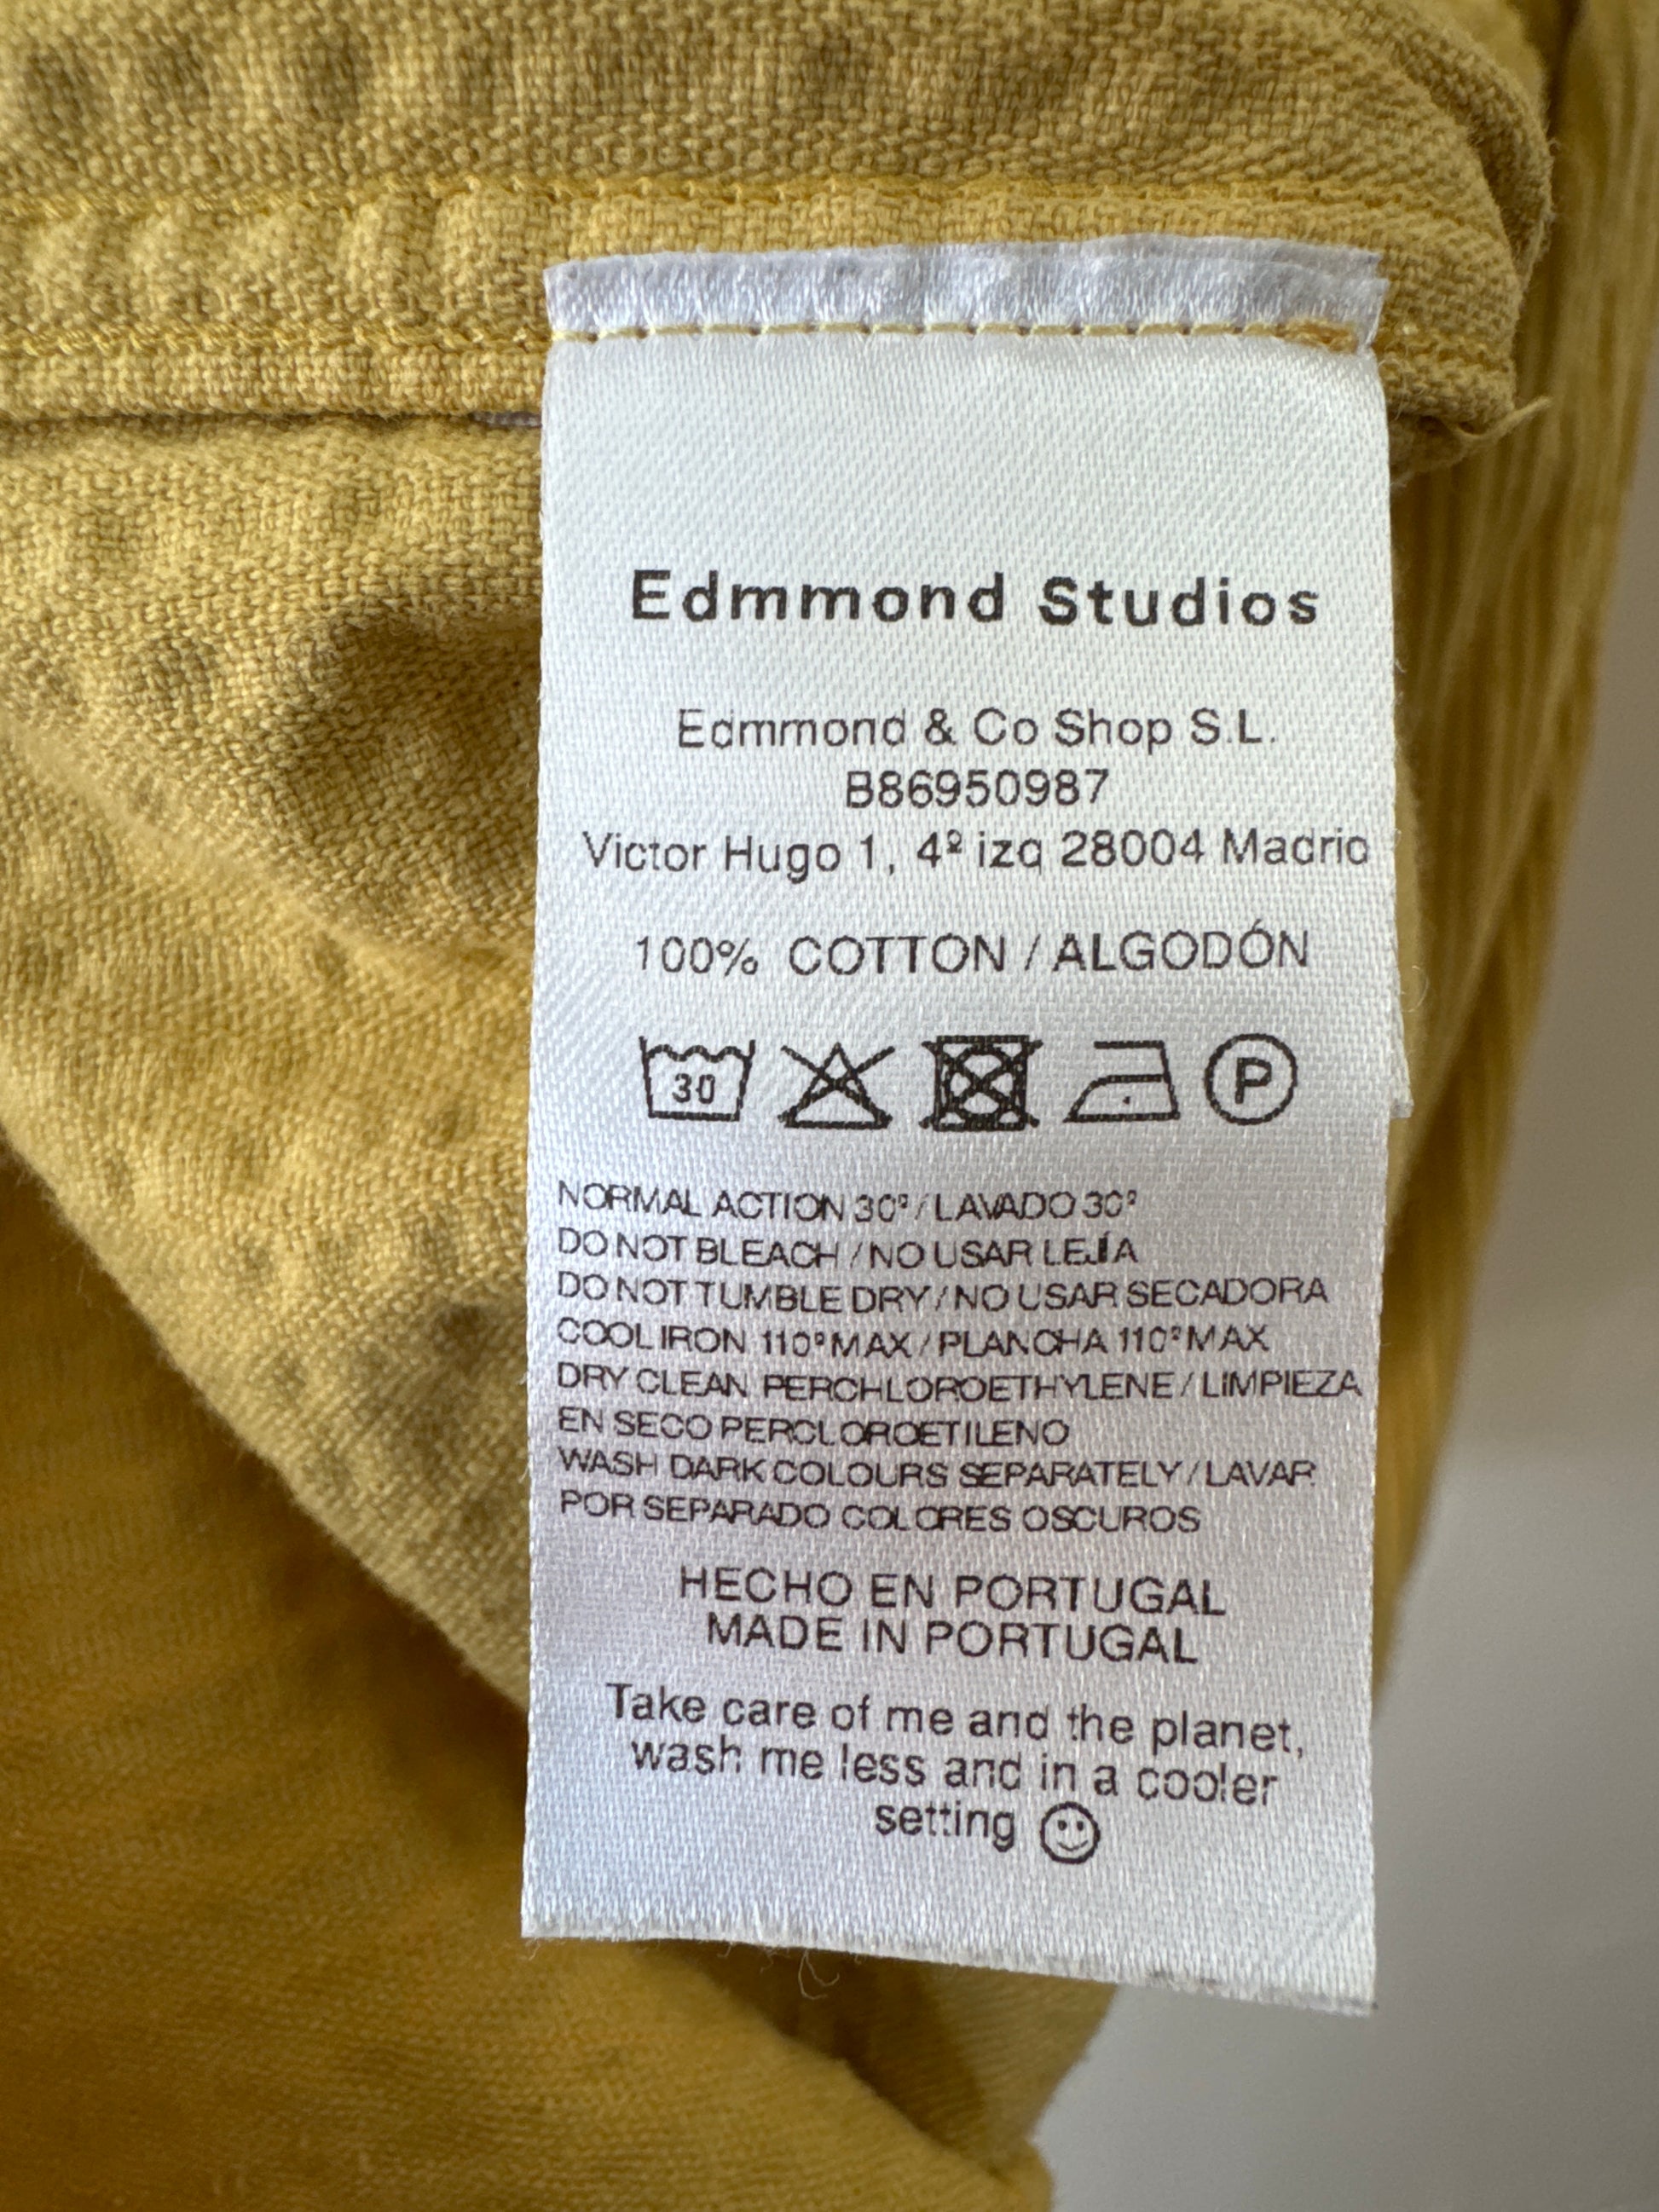 Edmmond Studios
Edmmond & Co Shop S.L.
B86950987
Victor Hugo 1, 4º izq 28004 Madrid
100% COTTON / ALGODÓN
30
P
NORMAL ACTION 30º / LAVADO 30º
DO NOT BLEACH / NO USAR LEJÍA
DO NOT TUMBLE DRY / NO USAR SECADORA
COOL IRON 110º MAX / PLANCHA 110º MAX
DRY CLEAN PERCHLOROETHYLENE / LIMPIEZA
EN SECO PERCLOROETILENO
WASH DARK COLOURS SEPARATELY / LAVAR
POR SEPARADO COLORES OSCUROS
HECHO EN PORTUGAL
MADE IN PORTUGAL
Take care of me and the planet,
wash me less and in a cooler
setting ☺